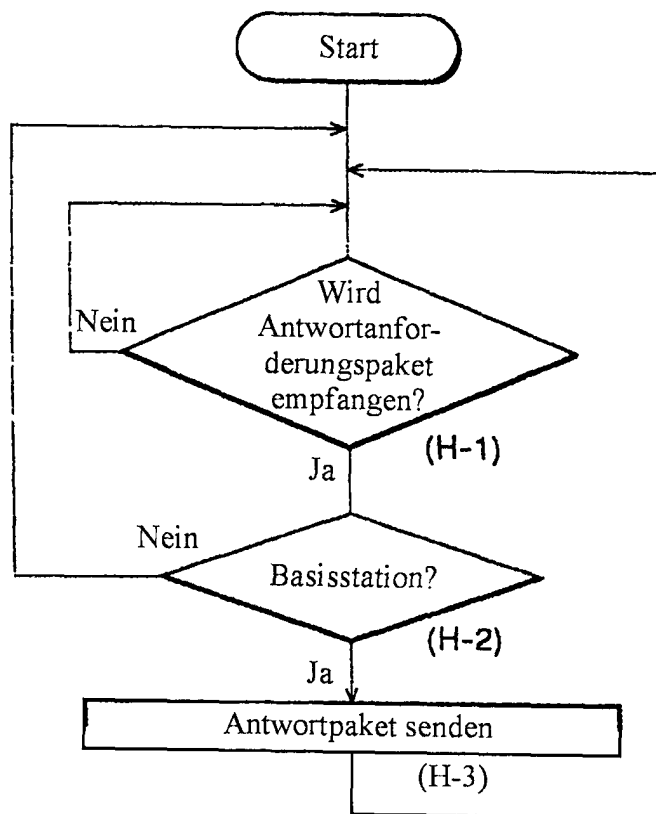 Start
Wird
Antwortanfor-
derungspaket
empfangen?
Nein
(H-1)
Ja
Nein
Basisstation?
(H-2)
Ja
Antwortpaket senden
(H-3)